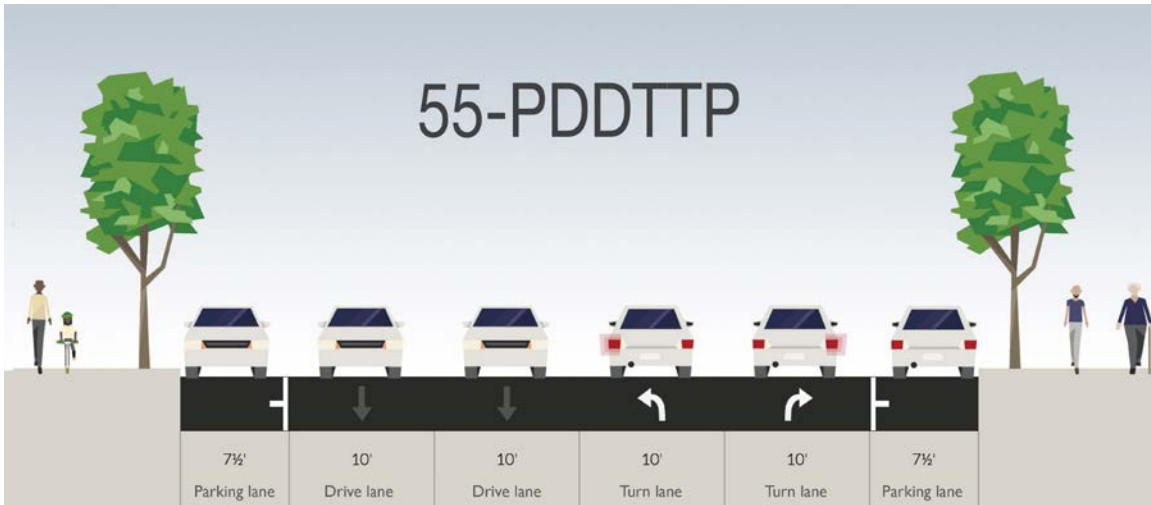 55-PDDTTP
7½' 10' 10' 10' 10' 7½'
Parking lane Drive lane Drive lane Turn lane Turn lane Parking lane